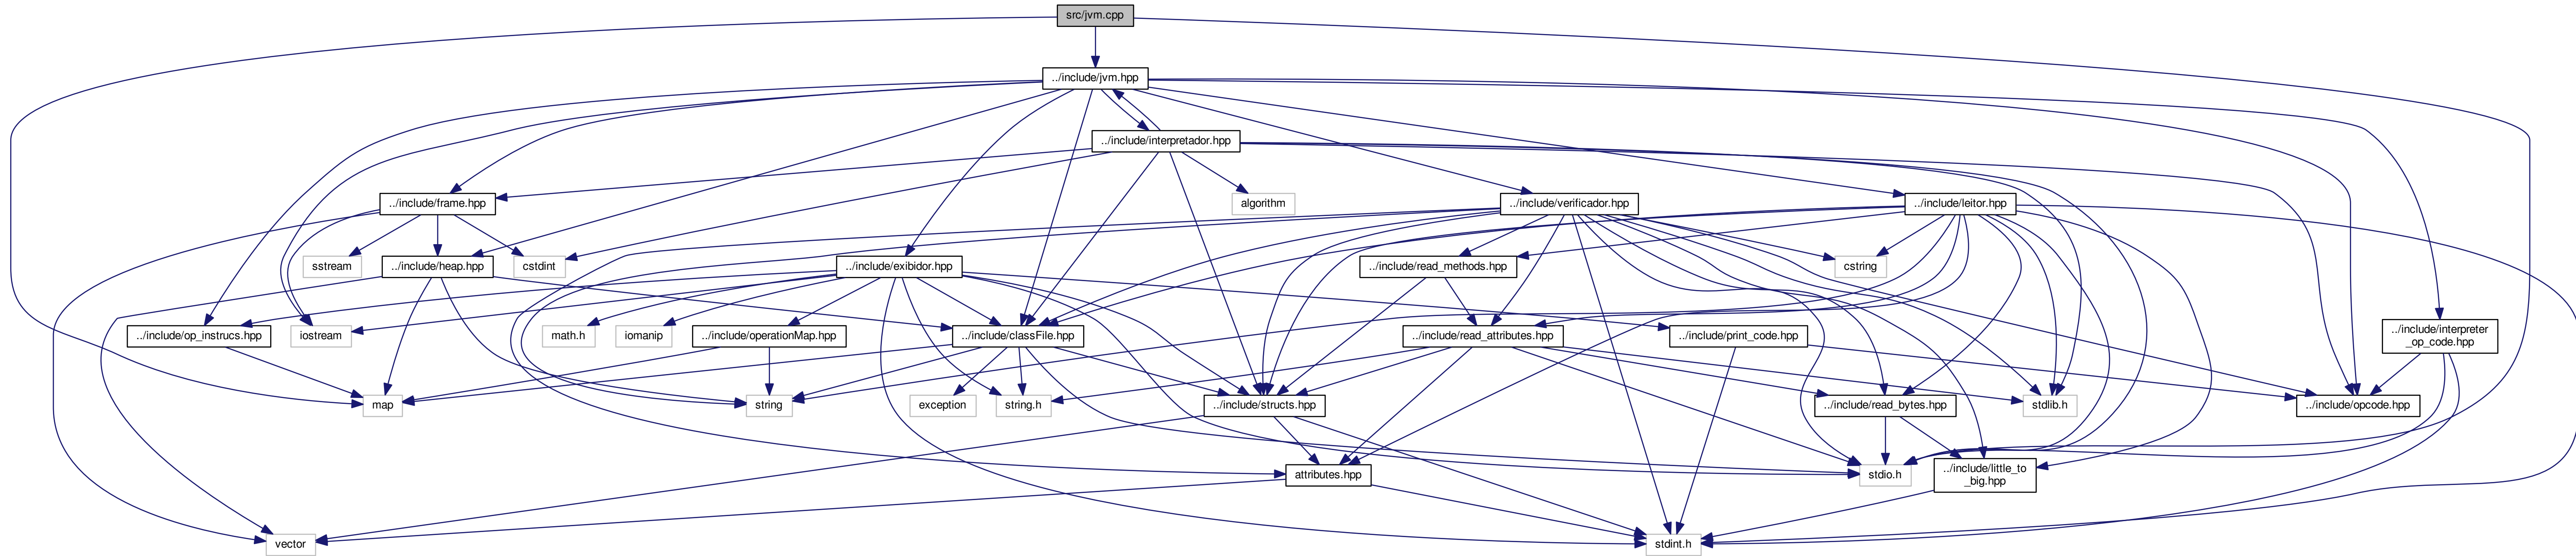 src/jvm.cpp
../include/jvm.hpp
../include/interpretador.hpp
../include/frame.hpp
algorithm
../include/verificador.hpp
../include/leitor.hpp
sstream
../include/heap.hpp
cstdint
../include/exibidor.hpp
../include/read_methods.hpp
cstring
../include/op_instrucs.hpp
iostream
math.h
iomanip
../include/operationMap.hpp
../include/classFile.hpp
../include/read_attributes.hpp
../include/print_code.hpp
../include/interpreter
_op_code.hpp
map
string
exception
string.h
../include/structs.hpp
../include/read_bytes.hpp
stdlib.h
../include/opcode.hpp
attributes.hpp
stdio.h
../include/little_to
_big.hpp
vector
stdint.h